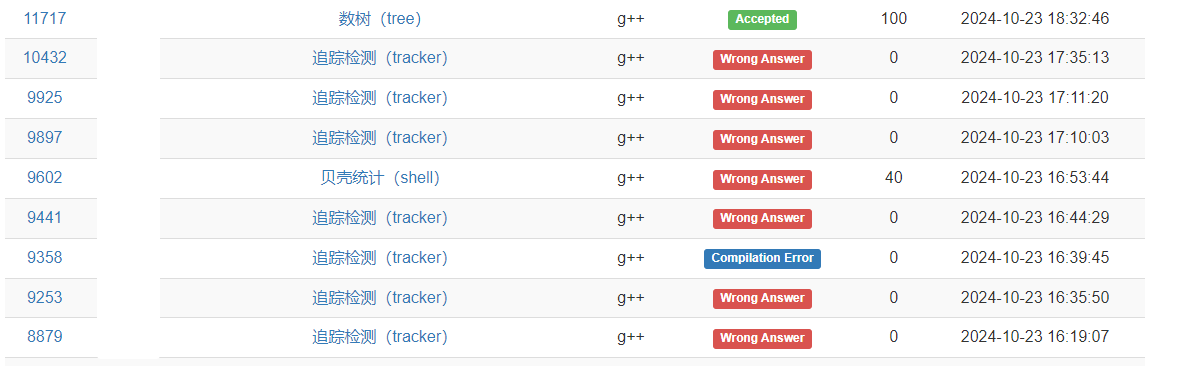 11717 数树（tree） g++ Accepted 100 2024-10-23 18:32:46
10432 追踪检测（tracker） g++ Wrong Answer 0 2024-10-23 17:35:13
9925 追踪检测（tracker） g++ Wrong Answer 0 2024-10-23 17:11:20
9897 追踪检测（tracker） g++ Wrong Answer 0 2024-10-23 17:10:03
9602 贝壳统计（shell） g++ Wrong Answer 40 2024-10-23 16:53:44
9441 追踪检测（tracker） g++ Wrong Answer 0 2024-10-23 16:44:29
9358 追踪检测（tracker） g++ Compilation Error 0 2024-10-23 16:39:45
9253 追踪检测（tracker） g++ Wrong Answer 0 2024-10-23 16:35:50
8879 追踪检测（tracker） g++ Wrong Answer 0 2024-10-23 16:19:07